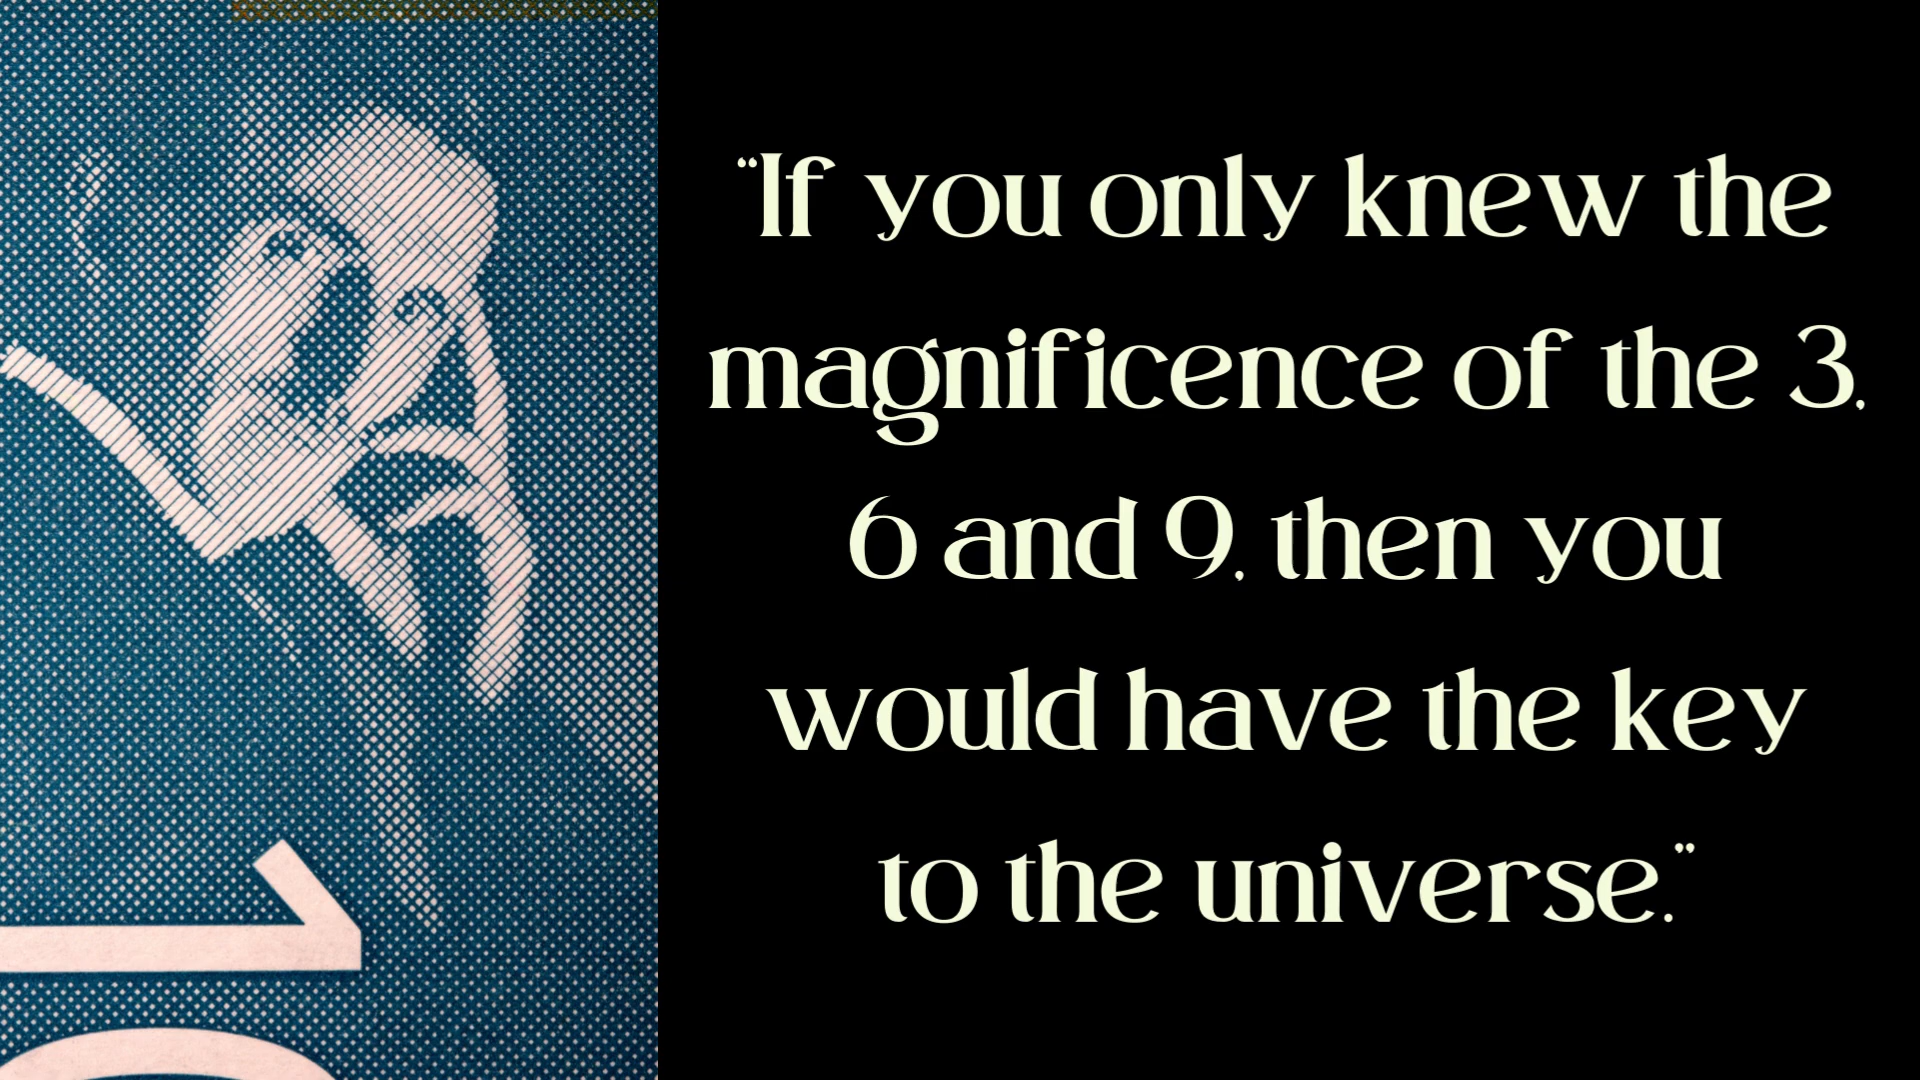 "If you only knew the
magnificence of the 3,
6 and 9, then you
would have the key
to the universe."
1